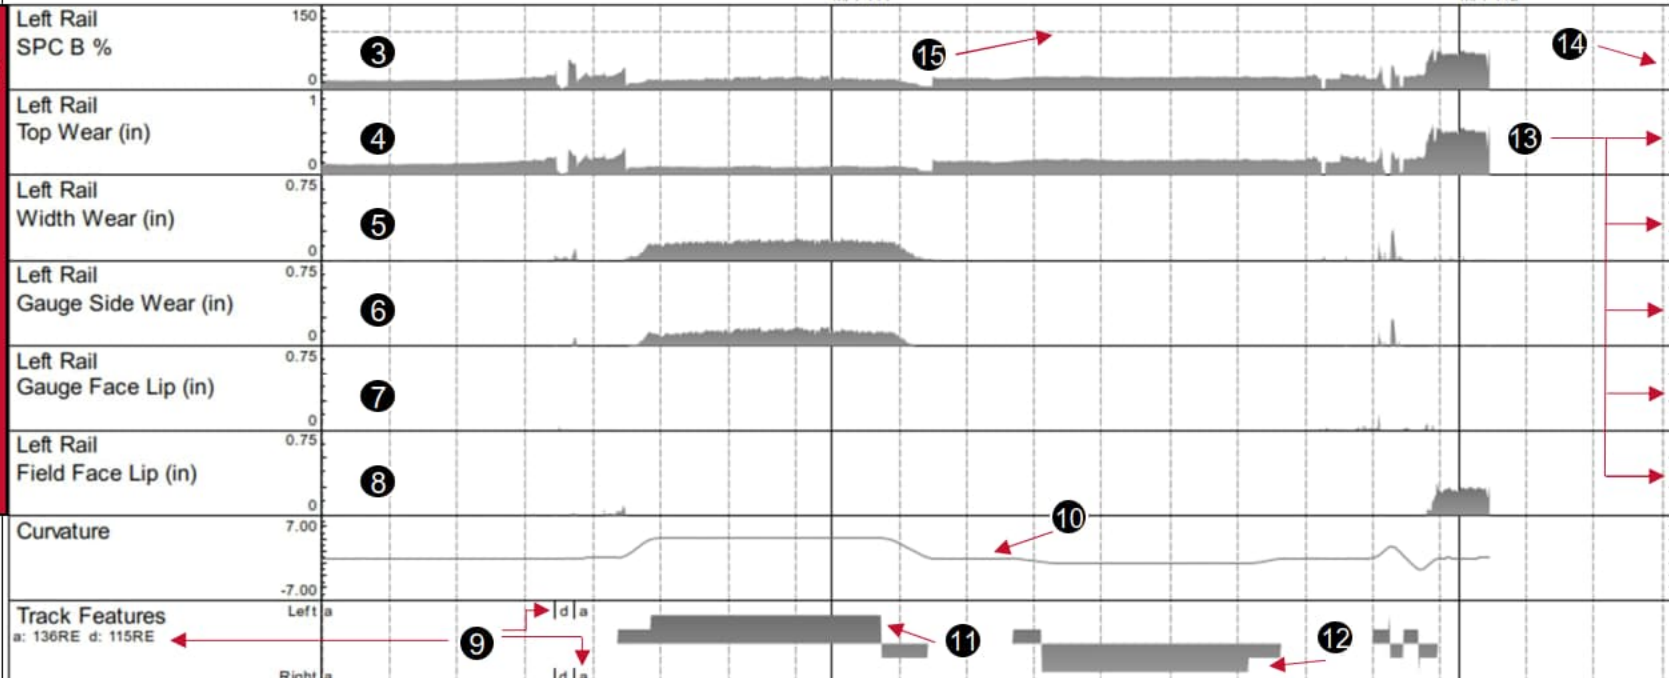 Left Rail
SPC B %
150
0
3
15
14
Left Rail
Top Wear (in)
1
0
4
13
Left Rail
Width Wear (in)
0.75
0
5
Left Rail
Gauge Side Wear (in)
0.75
0
6
Left Rail
Gauge Face Lip (in)
0.75
0
7
Left Rail
Field Face Lip (in)
0.75
0
8
Curvature
7.00
-7.00
10
Track Features
a: 136RE d: 115RE
Left a
d a
9
11
12
Right a
d a